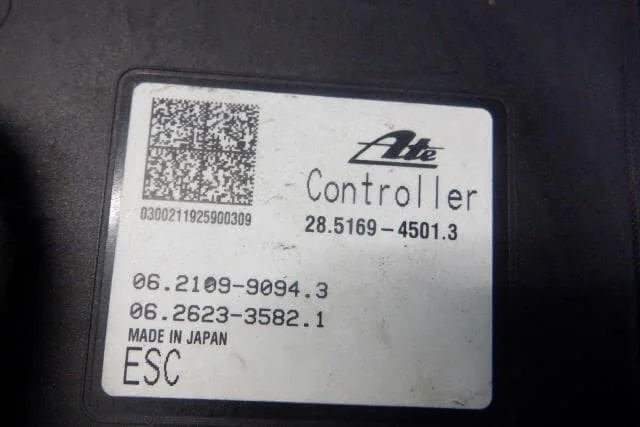 Ate
Controller
28.5169-4501.3
0300211925900309
06.2109-9094.3
06.2623-3582.1
MADE IN JAPAN
ESC